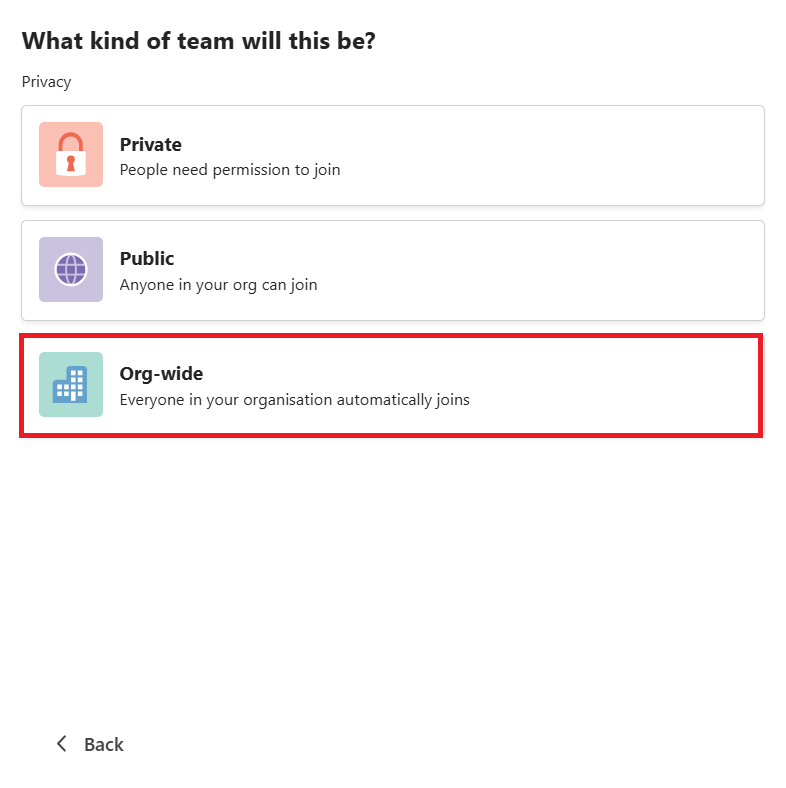 What kind of team will this be?
Privacy
Private
People need permission to join
Public
Anyone in your org can join
Org-wide
Everyone in your organisation automatically joins
Back